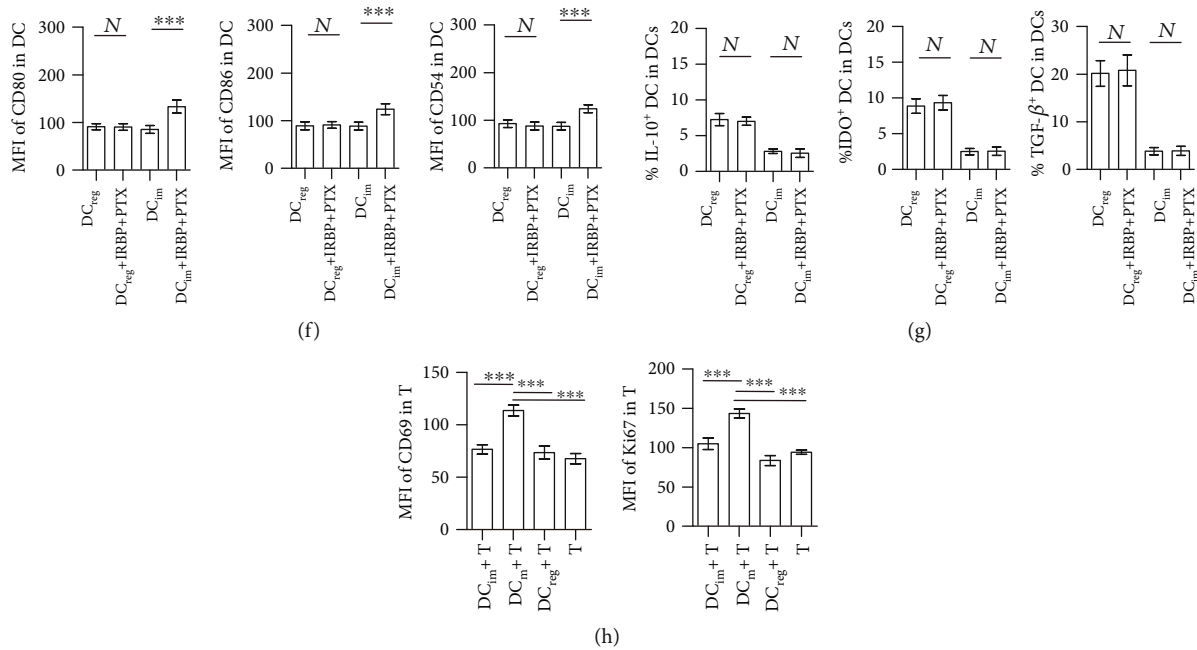 MFI of CD80 in DC
300
200
100
0
N
***
DCreg
DCreg+IRBP+PTX
DCim
DCim+IRBP+PTX
MFI of CD86 in DC
300
200
100
0
N
***
DCreg
DCreg+IRBP+PTX
DCim
DCim+IRBP+PTX
MFI of CD54 in DC
300
200
100
0
N
***
DCreg
DCreg+IRBP+PTX
DCim
DCim+IRBP+PTX
(f)
% IL-10+ DC in DCs
20
15
10
5
0
N
N
DCreg
DCreg+IRBP+PTX
DCim
DCim+IRBP+PTX
%IDO+ DC in DCs
20
15
10
5
0
N
N
DCreg
DCreg+IRBP+PTX
DCim
DCim+IRBP+PTX
% TGF-β+ DC in DCs
30
20
10
0
N
N
DCreg
DCreg+IRBP+PTX
DCim
DCim+IRBP+PTX
(g)
MFI of CD69 in T
150
100
50
0
***
***
***
DCim+ T
DCm+ T
DCreg+ T
T
MFI of Ki67 in T
200
150
100
50
0
***
***
***
DCim+ T
DCm+ T
DCreg+ T
T
(h)